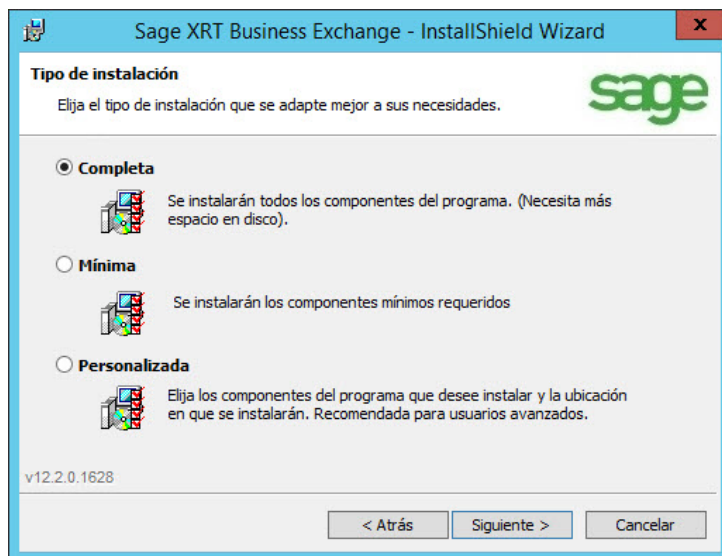 Sage XRT Business Exchange - InstallShield Wizard
x
Tipo de instalación
Elija el tipo de instalación que se adapte mejor a sus necesidades.
sage
Completa
Se instalarán todos los componentes del programa. (Necesita más
espacio en disco).
Mínima
Se instalarán los componentes mínimos requeridos
Personalizada
Elija los componentes del programa que desee instalar y la ubicación
en que se instalarán. Recomendada para usuarios avanzados.
v12.2.0.1628
< Atrás
Siguiente >
Cancelar